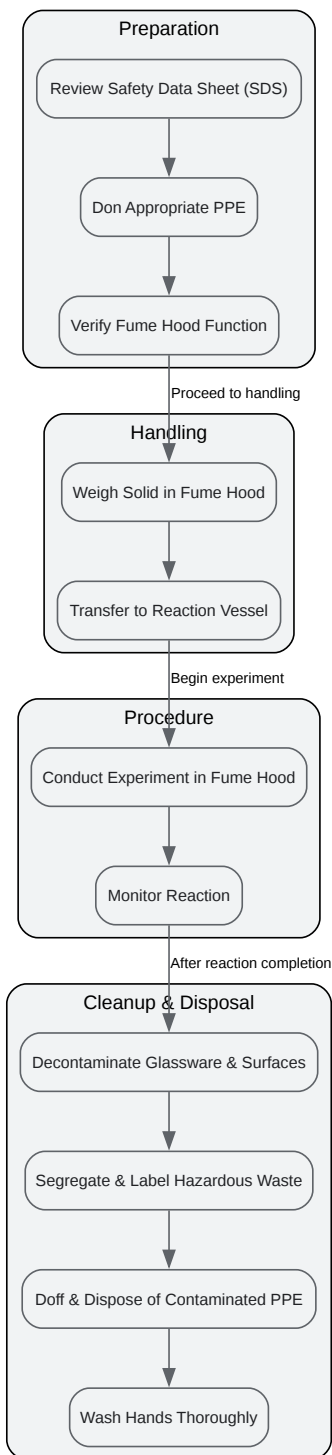 Preparation
Review Safety Data Sheet (SDS)
Don Appropriate PPE
Verify Fume Hood Function
Proceed to handling
Handling
Weigh Solid in Fume Hood
Transfer to Reaction Vessel
Begin experiment
Procedure
Conduct Experiment in Fume Hood
Monitor Reaction
After reaction completion
Cleanup & Disposal
Decontaminate Glassware & Surfaces
Segregate & Label Hazardous Waste
Doff & Dispose of Contaminated PPE
Wash Hands Thoroughly